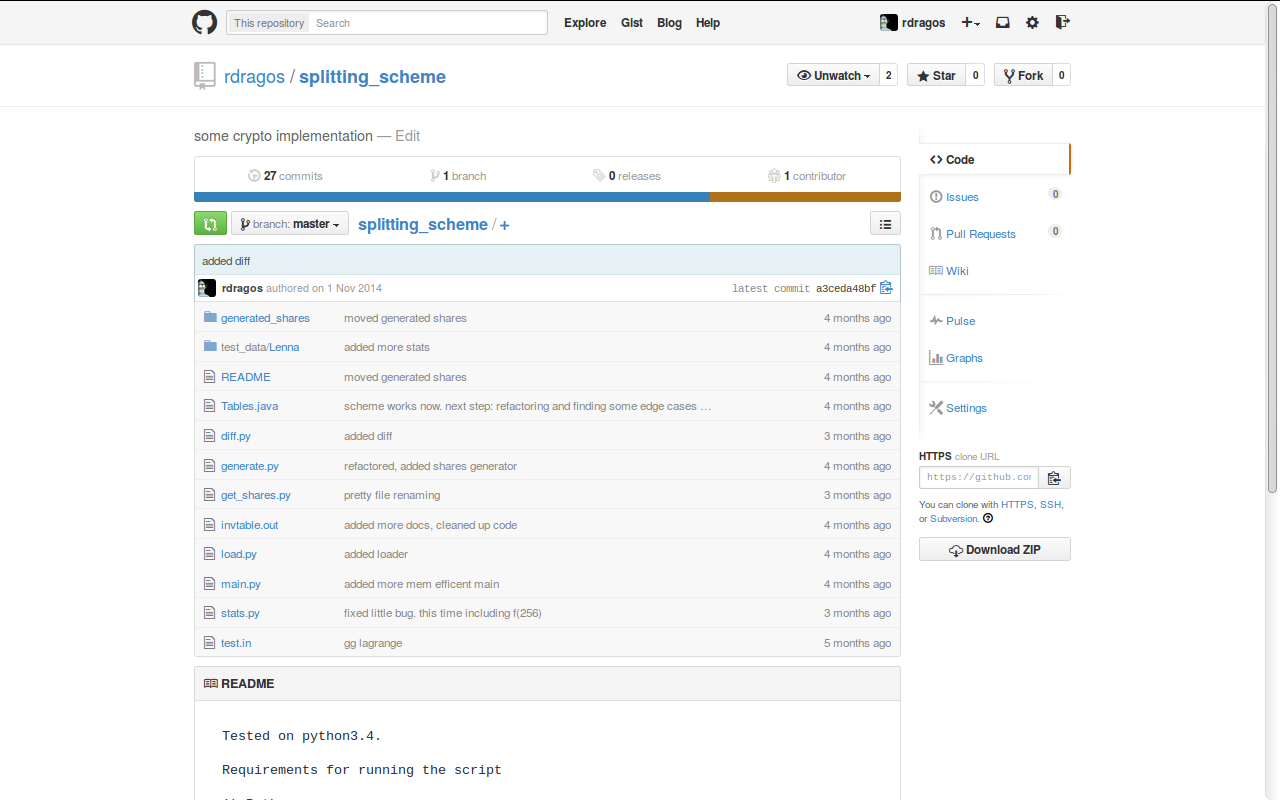 This repository Search Explore Gist Blog Help rdragos
rdragos / splitting_scheme Unwatch 2 Star 0 Fork 0
some crypto implementation — Edit
27 commits 1 branch 0 releases 1 contributor
branch: master splitting_scheme / +
added diff
rdragos authored on 1 Nov 2014 latest commit a3ceda48bf
generated_shares moved generated shares 4 months ago
test_data/Lenna added more stats 4 months ago
README moved generated shares 4 months ago
Tables.java scheme works now. next step: refactoring and finding some edge cases … 4 months ago
diff.py added diff 3 months ago
generate.py refactored, added shares generator 4 months ago
get_shares.py pretty file renaming 3 months ago
invtable.out added more docs, cleaned up code 4 months ago
load.py added loader 4 months ago
main.py added more mem efficent main 4 months ago
stats.py fixed little bug. this time including f(256) 3 months ago
test.in gg lagrange 5 months ago
README
Tested on python3.4.
Requirements for running the script
Code
Issues 0
Pull Requests 0
Wiki
Pulse
Graphs
Settings
HTTPS clone URL
https://github.co
You can clone with HTTPS, SSH,
or Subversion.
Download ZIP